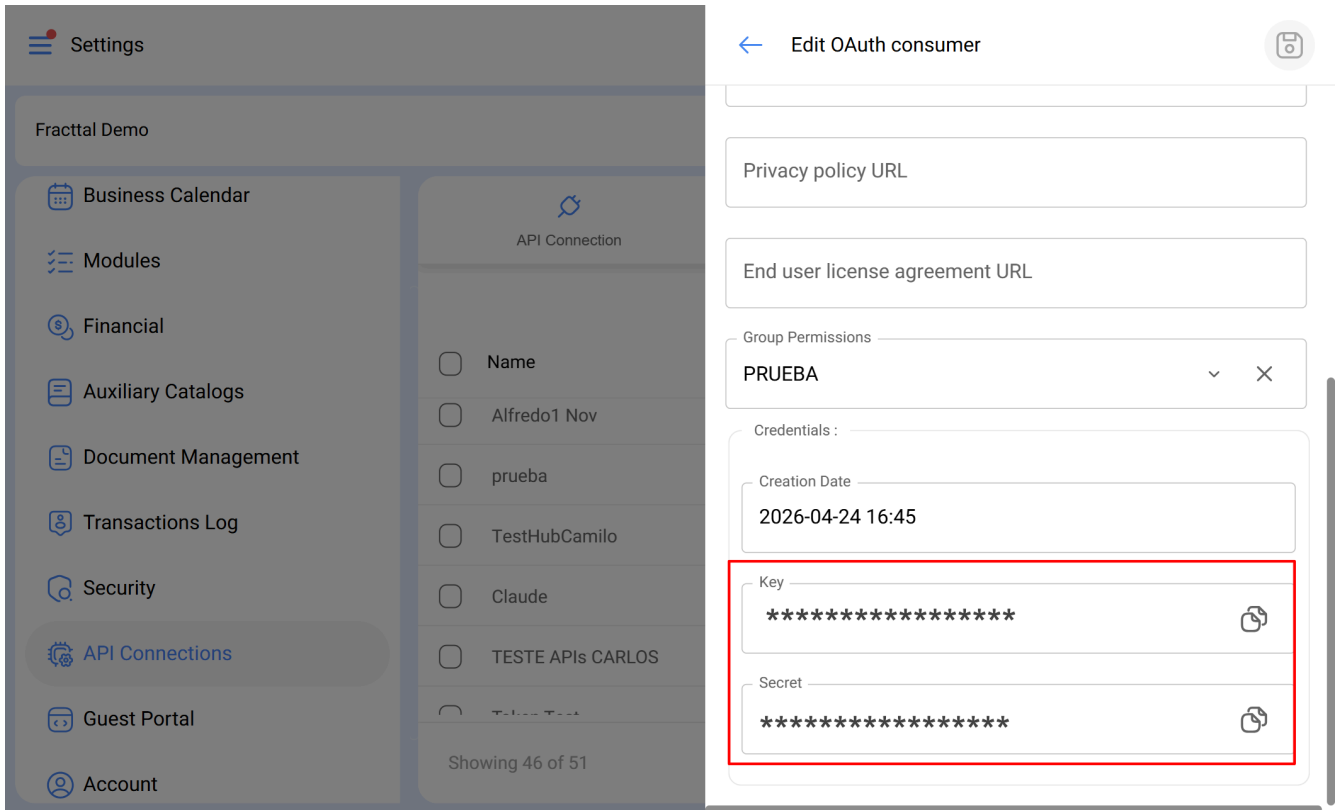 Settings
Fracttal Demo
Business Calendar
Modules
Financial
Auxiliary Catalogs
Document Management
Transactions Log
Security
API Connections
Guest Portal
Account
API Connection
Name
Alfredo1 Nov
prueba
TestHubCamilo
Claude
TESTE APIs CARLOS
Token Test
Showing 46 of 51
Edit OAuth consumer
Privacy policy URL
End user license agreement URL
Group Permissions
PRUEBA
Credentials :
Creation Date
2026-04-24 16:45
Key
*****************
Secret
*****************